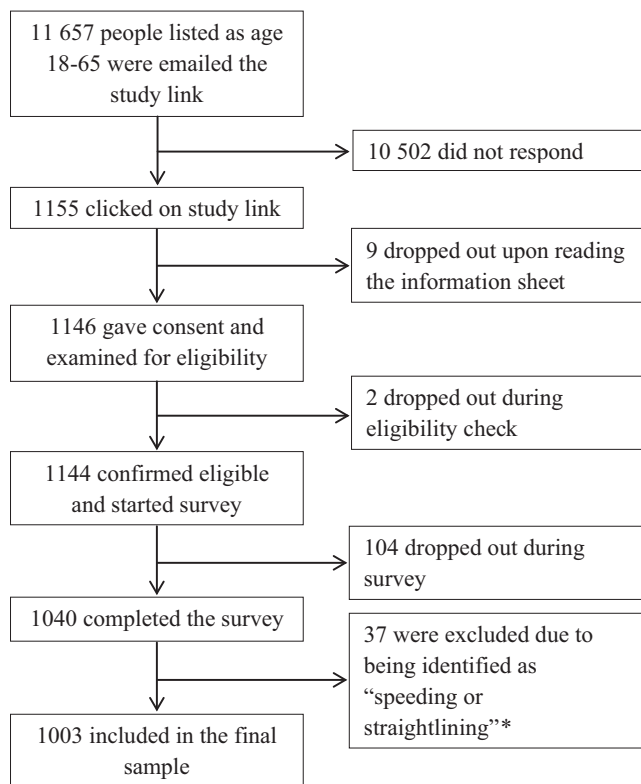 11 657 people listed as age
18-65 were emailed the
study link
10 502 did not respond
1155 clicked on study link
9 dropped out upon reading
the information sheet
1146 gave consent and
examined for eligibility
2 dropped out during
eligibility check
1144 confirmed eligible
and started survey
104 dropped out during
survey
1040 completed the survey
37 were excluded due to
being identified as
“speeding or
straightlining”*
1003 included in the final
sample